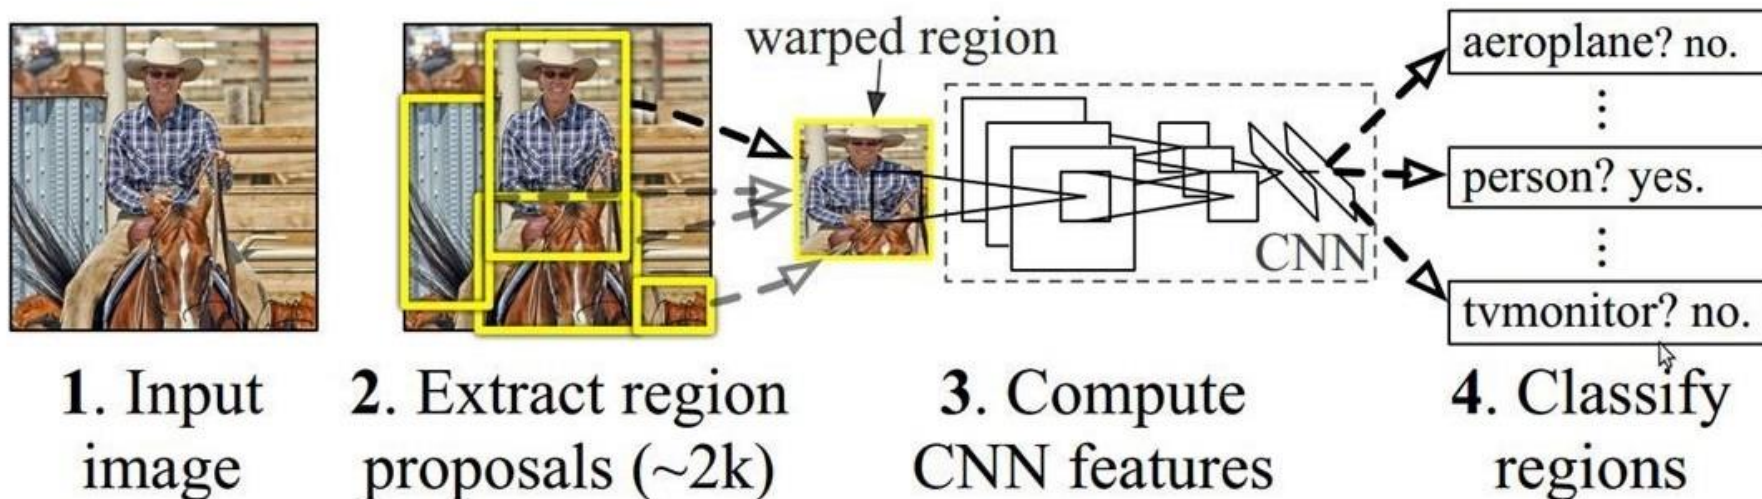 warped region
aeroplane? no.
person? yes.
CNN
tvmonitor? no.
1. Input
image
2. Extract region
proposals (~2k)
3. Compute
CNN features
4. Classify
regions